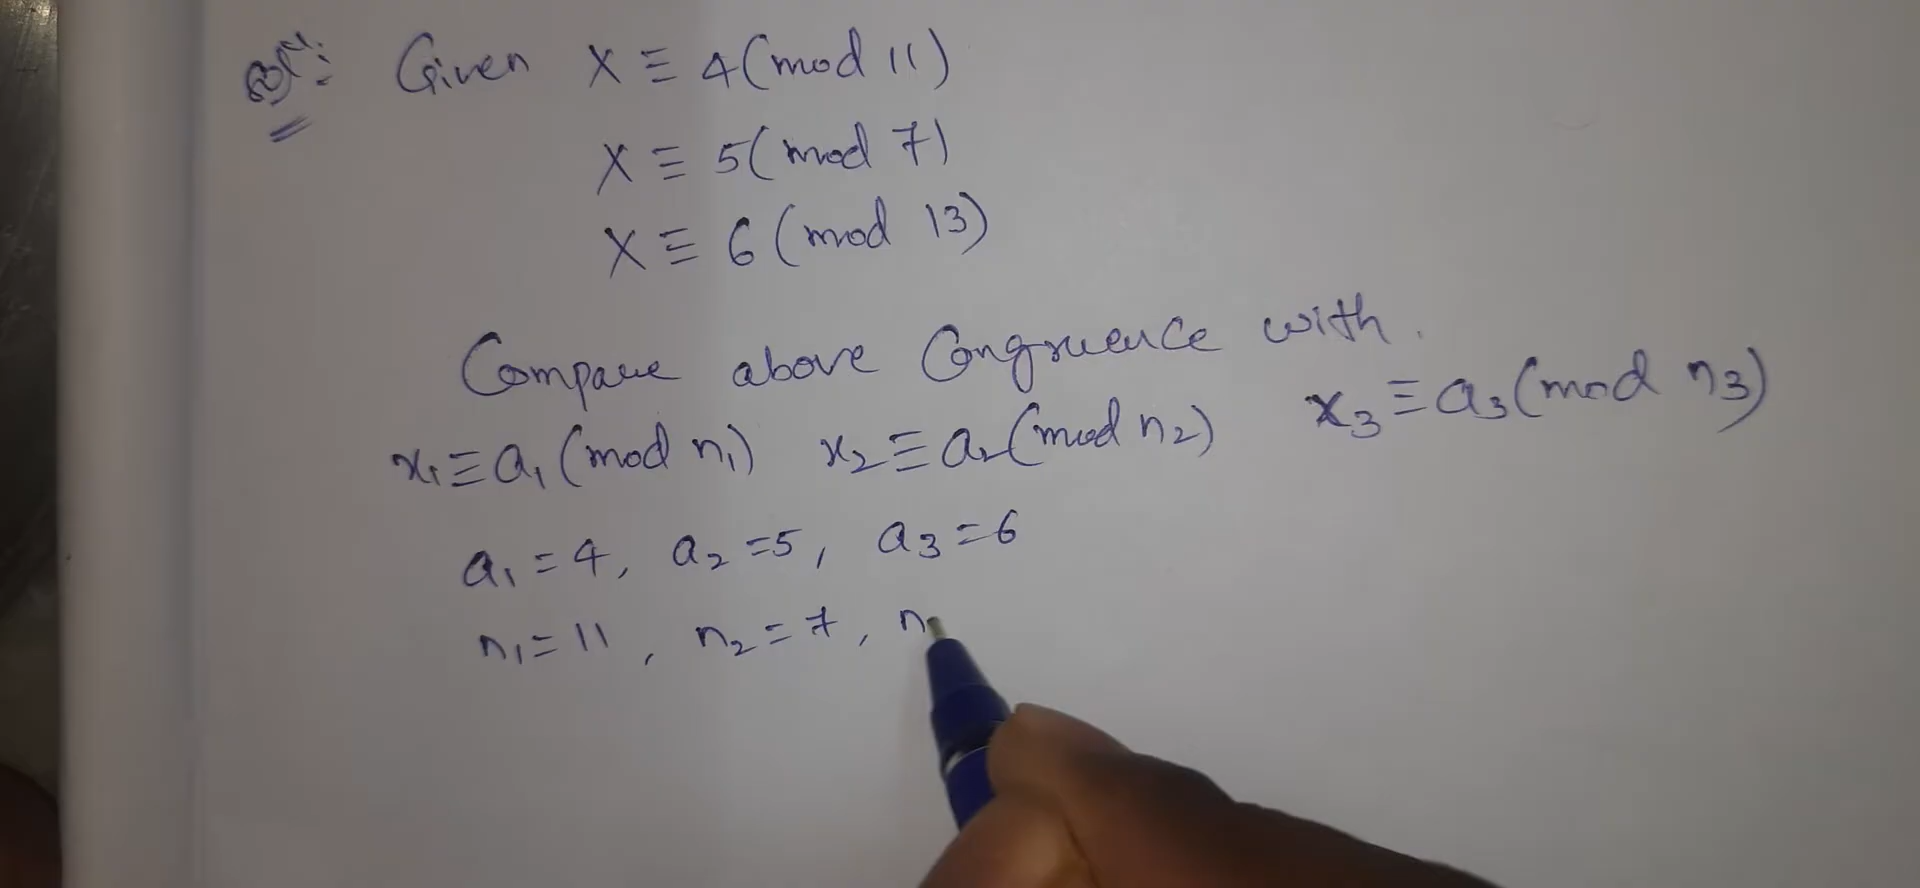 Solⁿ: Given X ≡ 4(mod 11)
X ≡ 5(mod 7)
X ≡ 6(mod 13)
Compare above Congruence with.
x₁≡a₁(mod n₁) x₂≡a₂(mod n₂) x₃≡a₃(mod n₃)
a₁=4, a₂=5, a₃=6
n₁=11, n₂=7, n